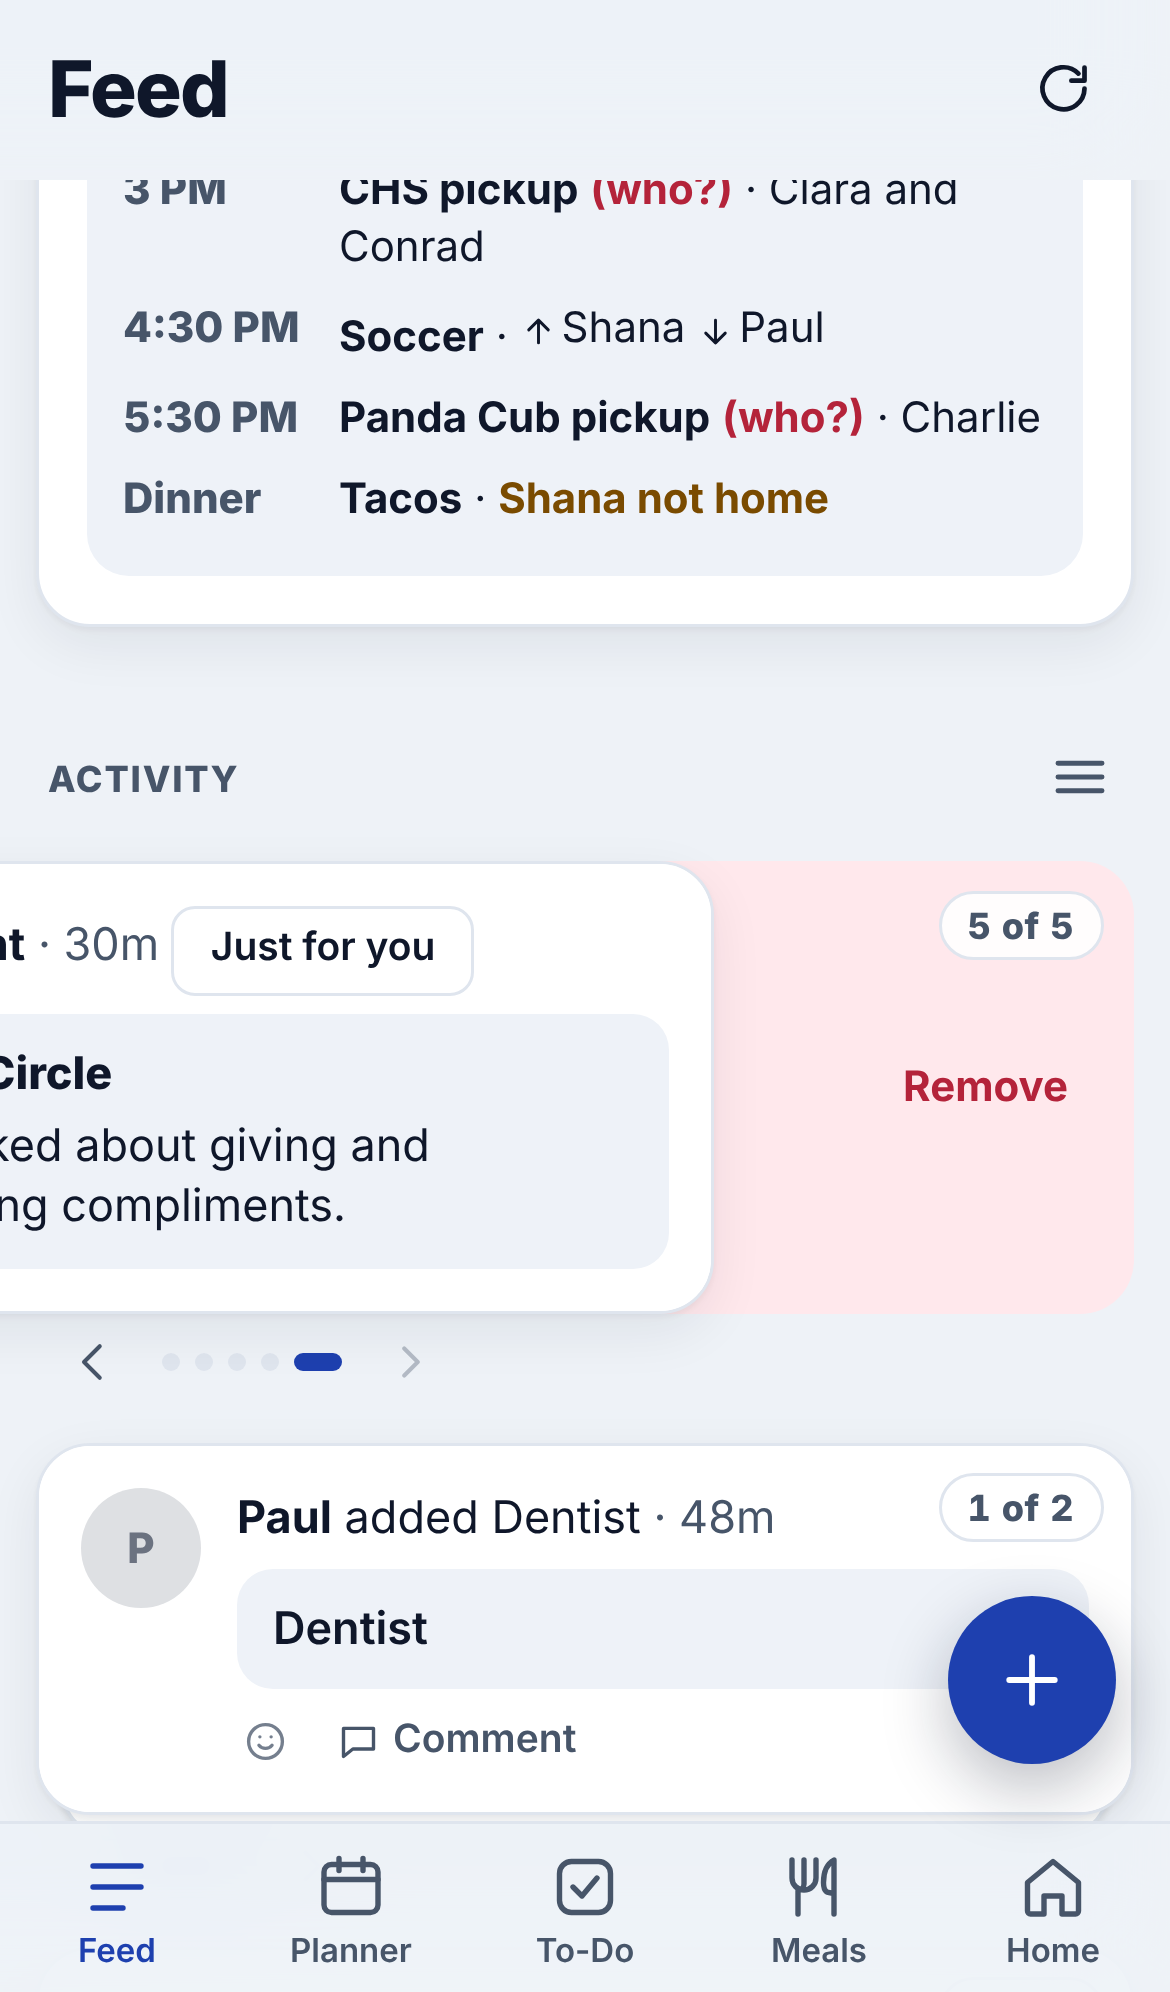 Feed
3 PM CHS pickup (who?) · Clara and
Conrad
4:30 PM Soccer · ↑ Shana ↓ Paul
5:30 PM Panda Cub pickup (who?) · Charlie
Dinner Tacos · Shana not home
ACTIVITY
· 30m Just for you
5 of 5
Circle
Remove
about giving and
compliments.
Paul added Dentist · 48m
1 of 2
P
Dentist
Comment
Feed Planner To-Do Meals Home